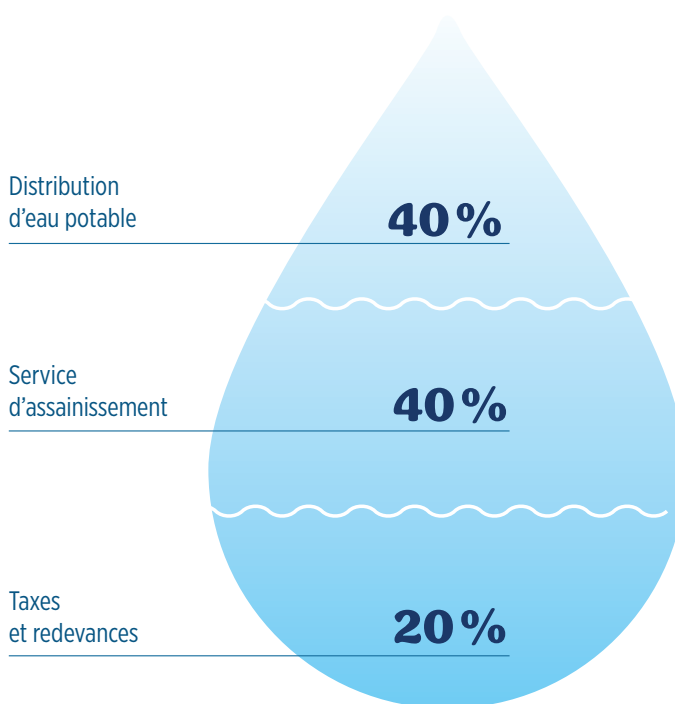 Distribution
d’eau potable
40 %
Service
d’assainissement
40 %
Taxes
et redevances
20 %